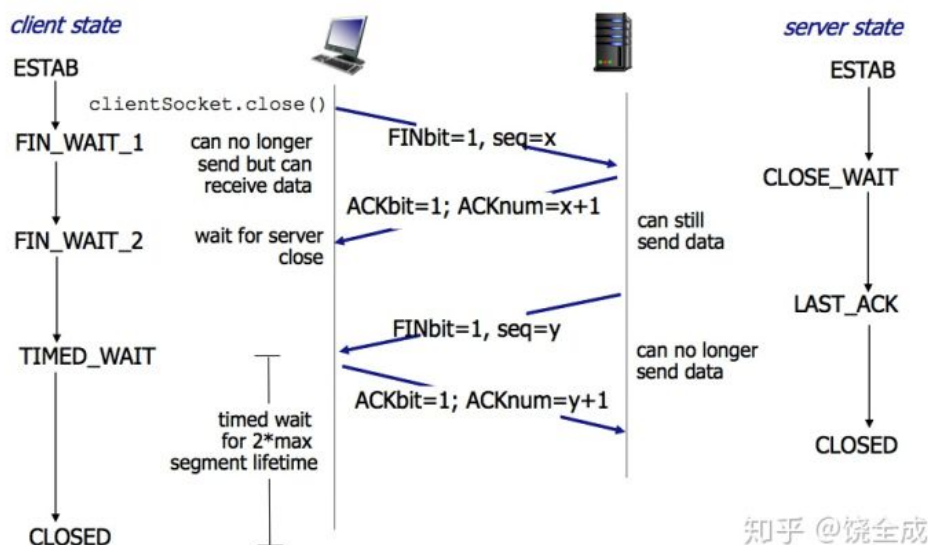 client state
server state
ESTAB
ESTAB
clientSocket.close()
FINbit=1, seq=x
FIN_WAIT_1
can no longer
send but can
receive data
CLOSE_WAIT
ACKbit=1; ACKnum=x+1
FIN_WAIT_2
wait for server
close
can still
send data
LAST_ACK
FINbit=1, seq=y
TIMED_WAIT
can no longer
send data
ACKbit=1; ACKnum=y+1
timed wait
for 2*max
segment lifetime
CLOSED
CLOSED
知乎 @饶全成